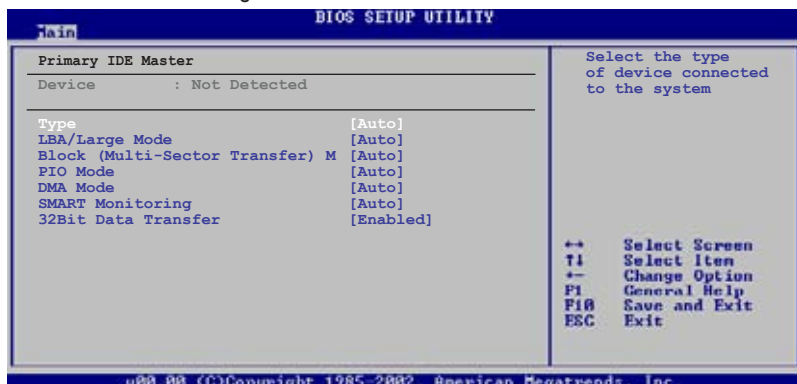 BIOS SETUP UTILITY
Main
Primary IDE Master
Device : Not Detected
Type [Auto]
LBA/Large Mode [Auto]
Block (Multi-Sector Transfer) M [Auto]
PIO Mode [Auto]
DMA Mode [Auto]
SMART Monitoring [Auto]
32Bit Data Transfer [Enabled]
Select the type
of device connected
to the system
↔ Select Screen
↑↓ Select Item
+- Change Option
F1 General Help
F10 Save and Exit
ESC Exit
v00.00 (C)Copyright 1985-2002, American Megatrends, Inc.